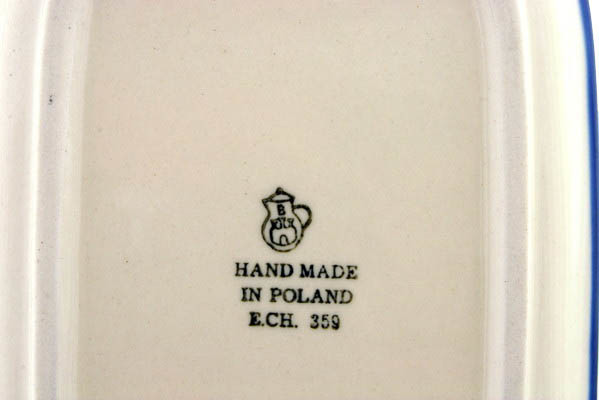 B
HAND MADE
IN POLAND
E.CH. 359